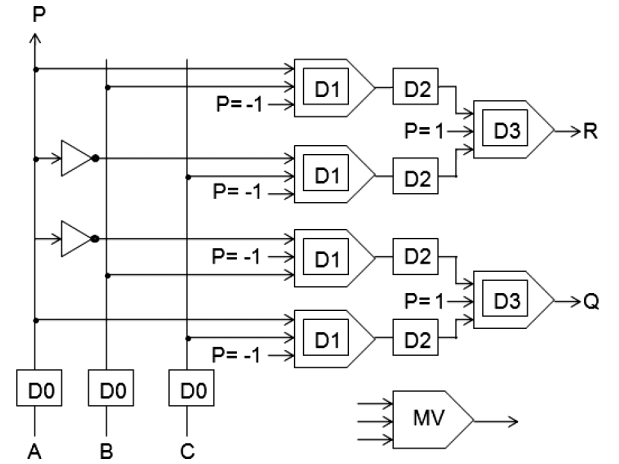 P
D1 D2
P= -1
P= 1 D3 R
D1 D2
P= -1
D1 D2
P= -1
P= 1 D3 Q
D1 D2
P= -1
D0 D0 D0
MV
A B C